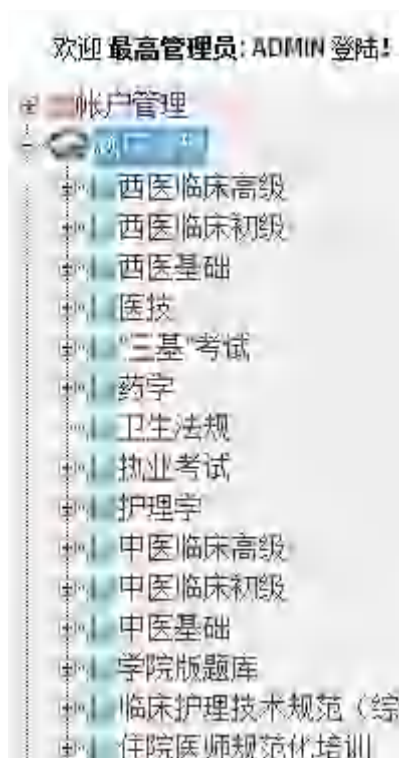 欢迎 最高管理员: ADMIN 登陆!
帐户管理
西医临床高级
西医临床初级
西医基础
医技
"三基"考试
药学
卫生法规
执业考试
护理学
中医临床高级
中医临床初级
中医基础
学院版题库
临床护理技术规范（综
住院医师规范化培训